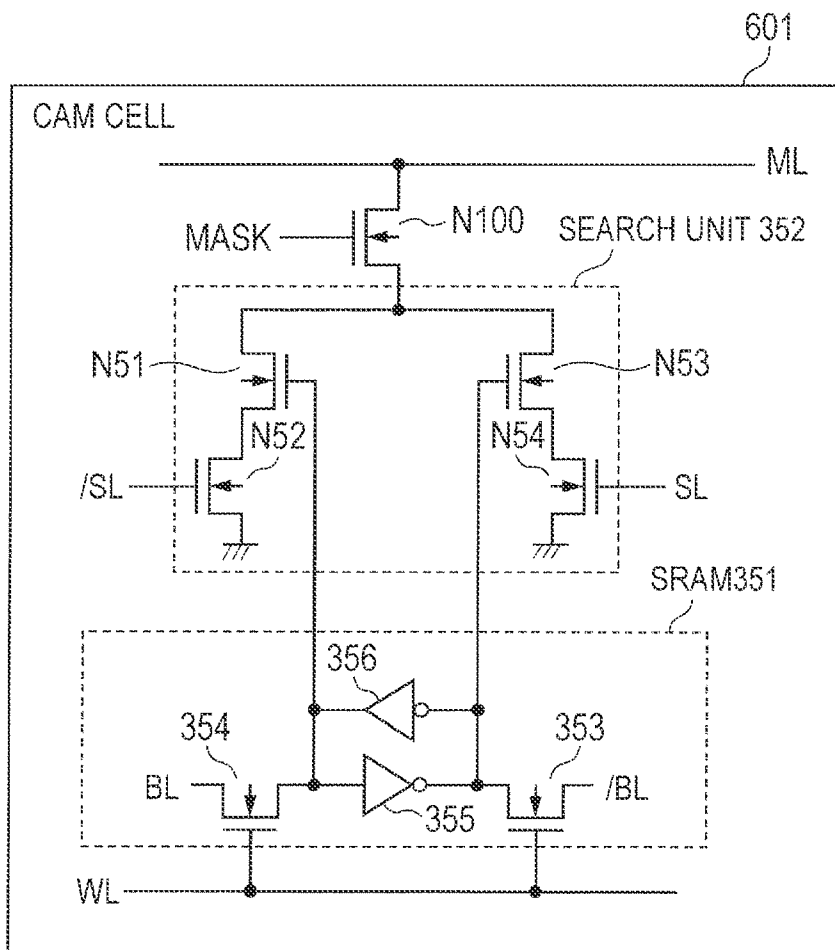 601
CAM CELL
ML
MASK
N100
SEARCH UNIT 352
N51
N53
N52
N54
/SL
SL
SRAM351
356
354
353
BL
/BL
355
WL